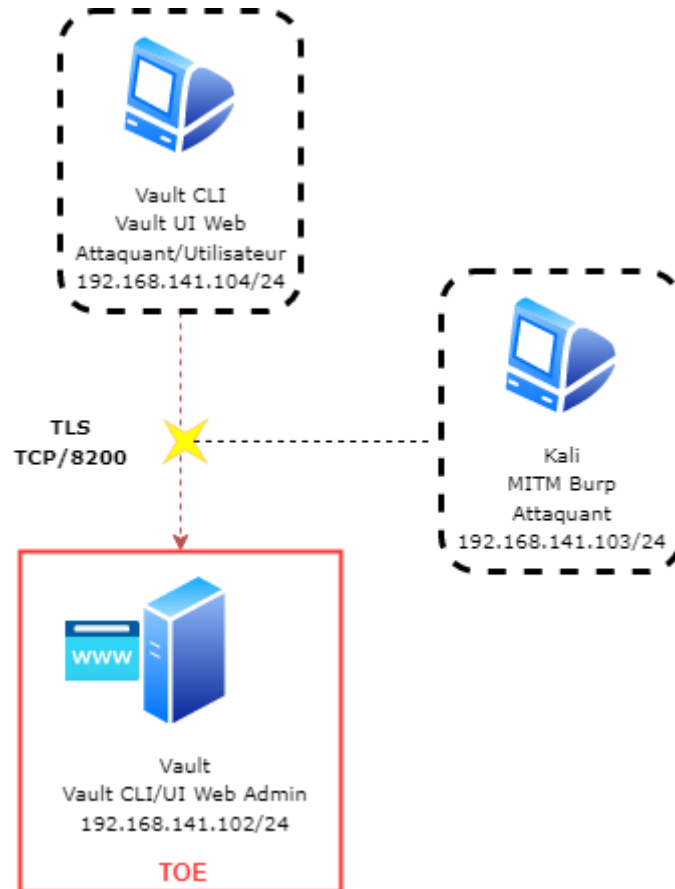 Vault CLI
Vault UI Web
Attaquant/Utilisateur
192.168.141.104/24
TLS
TCP/8200
Kali
MITM Burp
Attaquant
192.168.141.103/24
WWW
Vault
Vault CLI/UI Web Admin
192.168.141.102/24
TOE